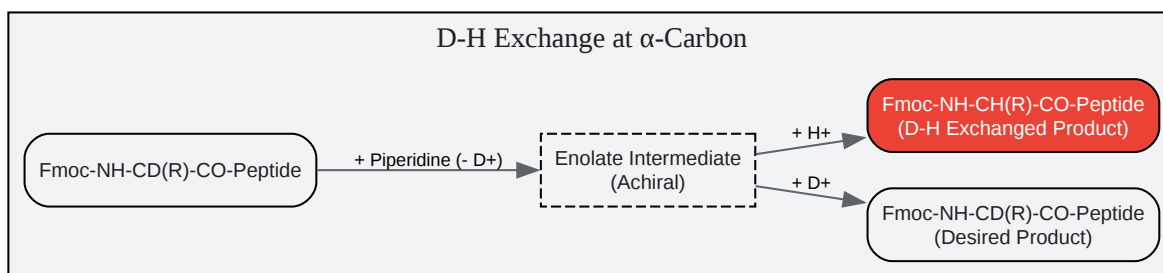 D-H Exchange at α-Carbon
Fmoc-NH-CD(R)-CO-Peptide
+ Piperidine (- D+)
Enolate Intermediate
(Achiral)
+ H+
+ D+
Fmoc-NH-CH(R)-CO-Peptide
(D-H Exchanged Product)
Fmoc-NH-CD(R)-CO-Peptide
(Desired Product)